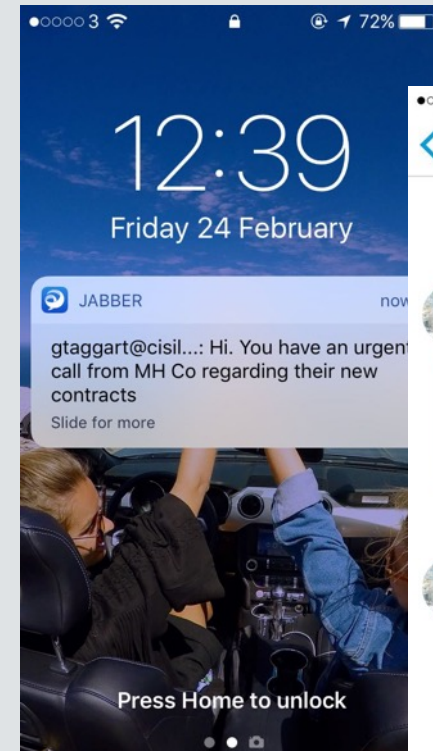 3 72%
12:39
Friday 24 February
JABBER now
gtaggart@cisil...: Hi. You have an urgent
call from MH Co regarding their new
contracts
Slide for more
Press Home to unlock